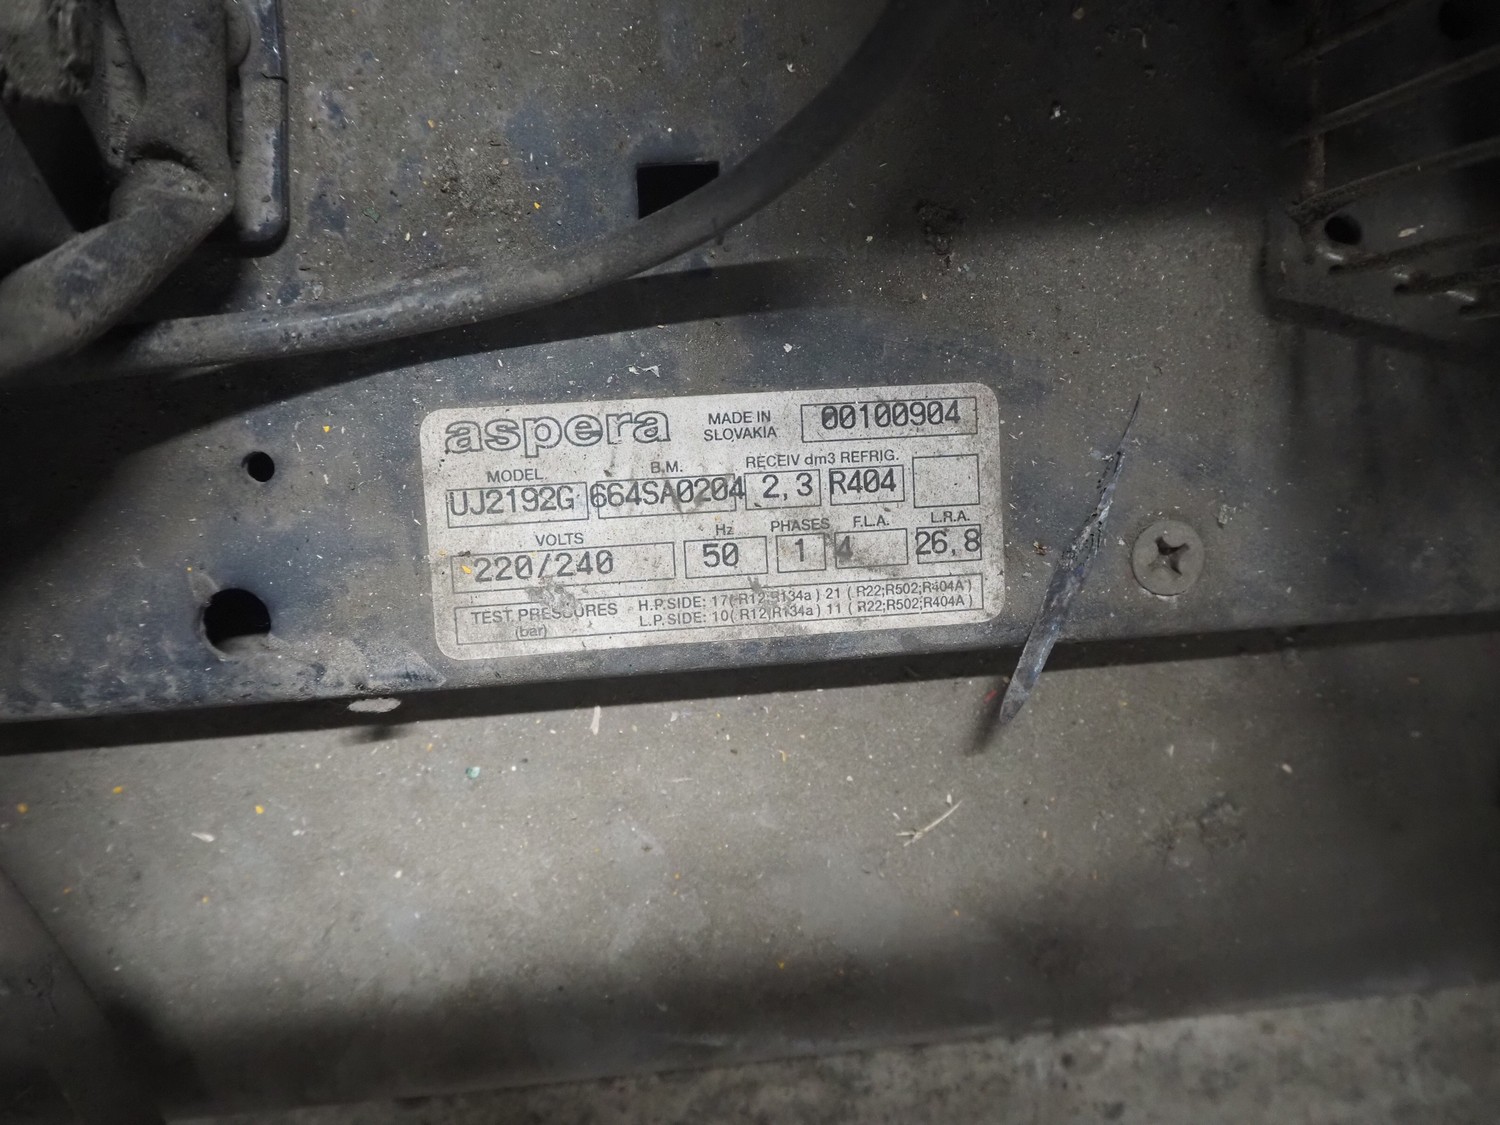 aspera MADE IN SLOVAKIA 00100904
MODEL B.M. RECEIV dm3 REFRIG.
UJ2192G 664SA0204 2,3 R404
VOLTS Hz PHASES F.L.A. L.R.A.
220/240 50 1 4 26,8
TEST PRESSURES (bar)
H.P.SIDE: 17( R12;R134a ) 21 ( R22;R502;R404A )
L.P.SIDE: 10( R12;R134a ) 11 ( R22;R502;R404A )